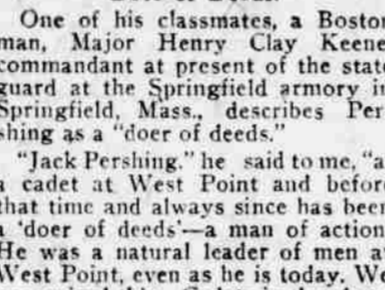 One of his classmates, a Boston
man, Major Henry Clay Keene
commandant at present of the state
guard at the Springfield armory in
Springfield, Mass., describes Per
shing as a "doer of deeds."
"Jack Pershing." he said to me, "a
a cadet at West Point and before
that time and always since has been
a 'doer of deeds'—a man of action
He was a natural leader of men a
West Point, even as he is today. We